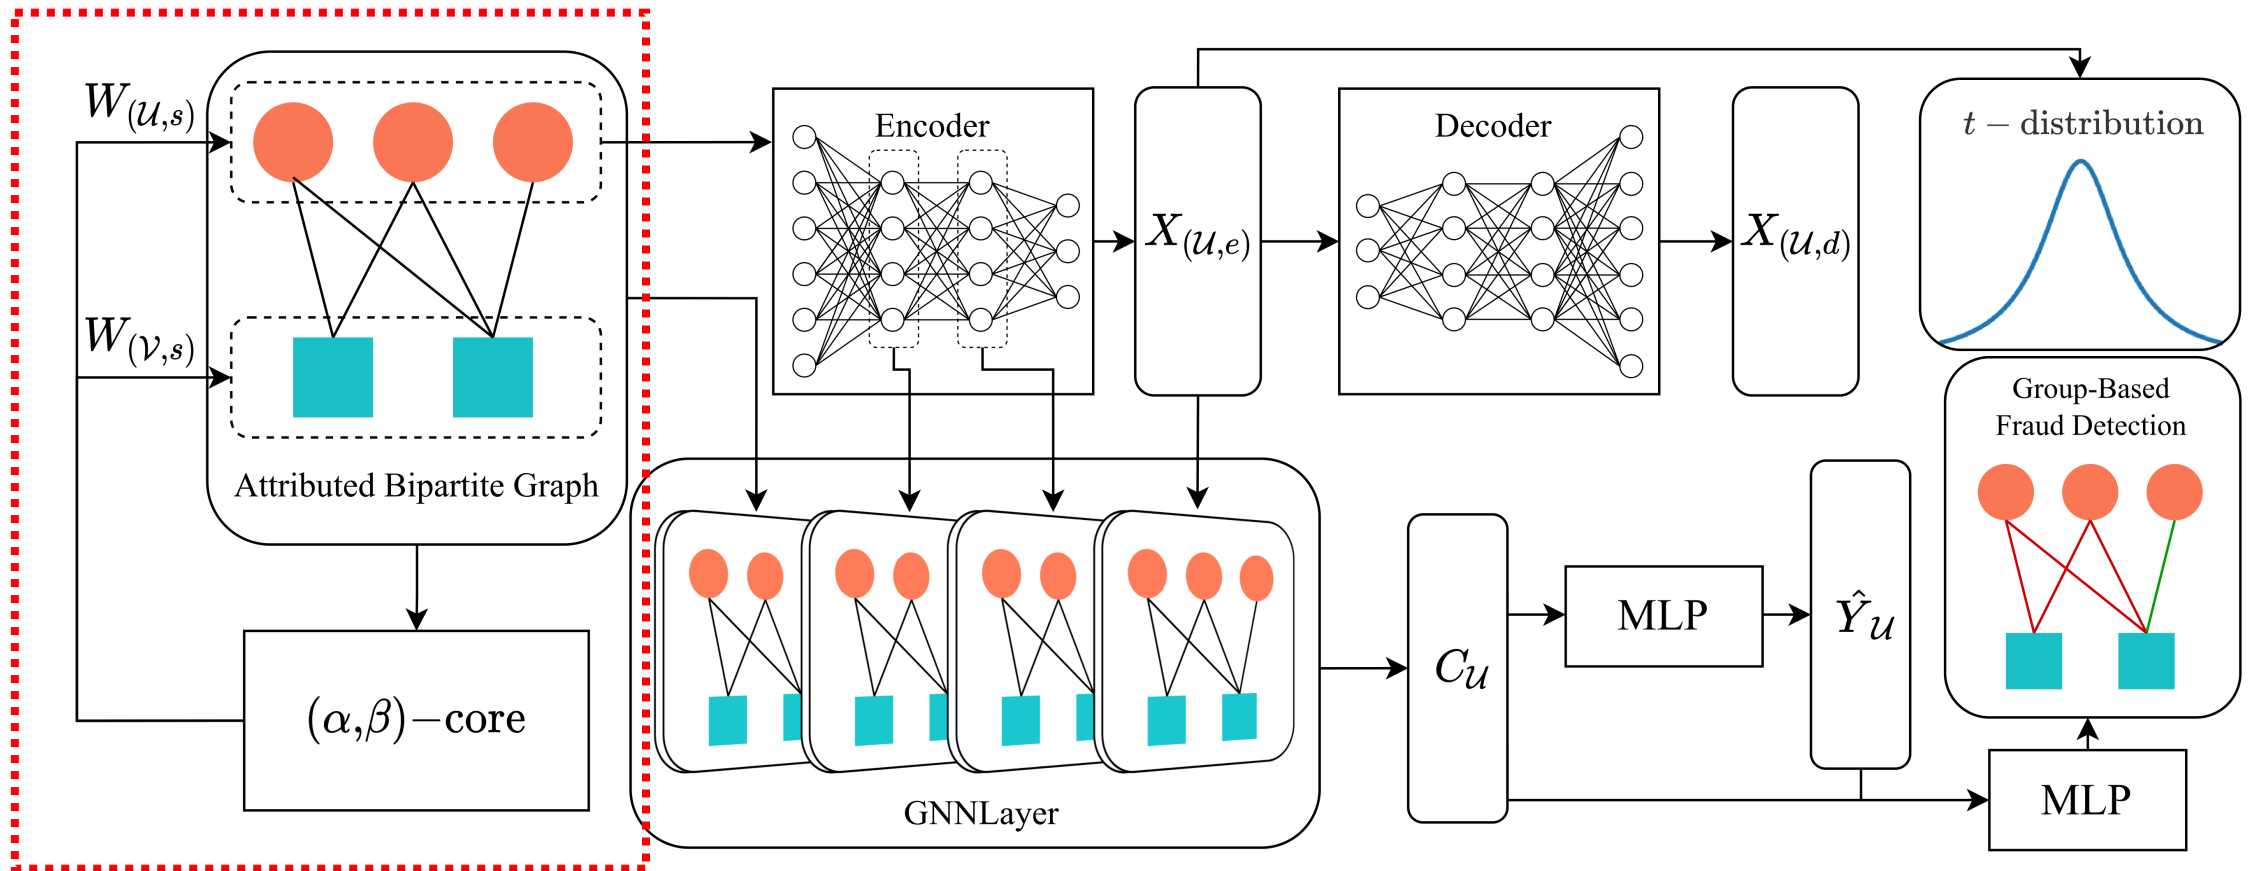 W(𝒰,s)
W(𝒱,s)
Attributed Bipartite Graph
(α,β)–core
Encoder
X(𝒰,e)
Decoder
X(𝒰,d)
t − distribution
GNNLayer
C𝒰
MLP
Ŷ𝒰
Group-Based
Fraud Detection
MLP